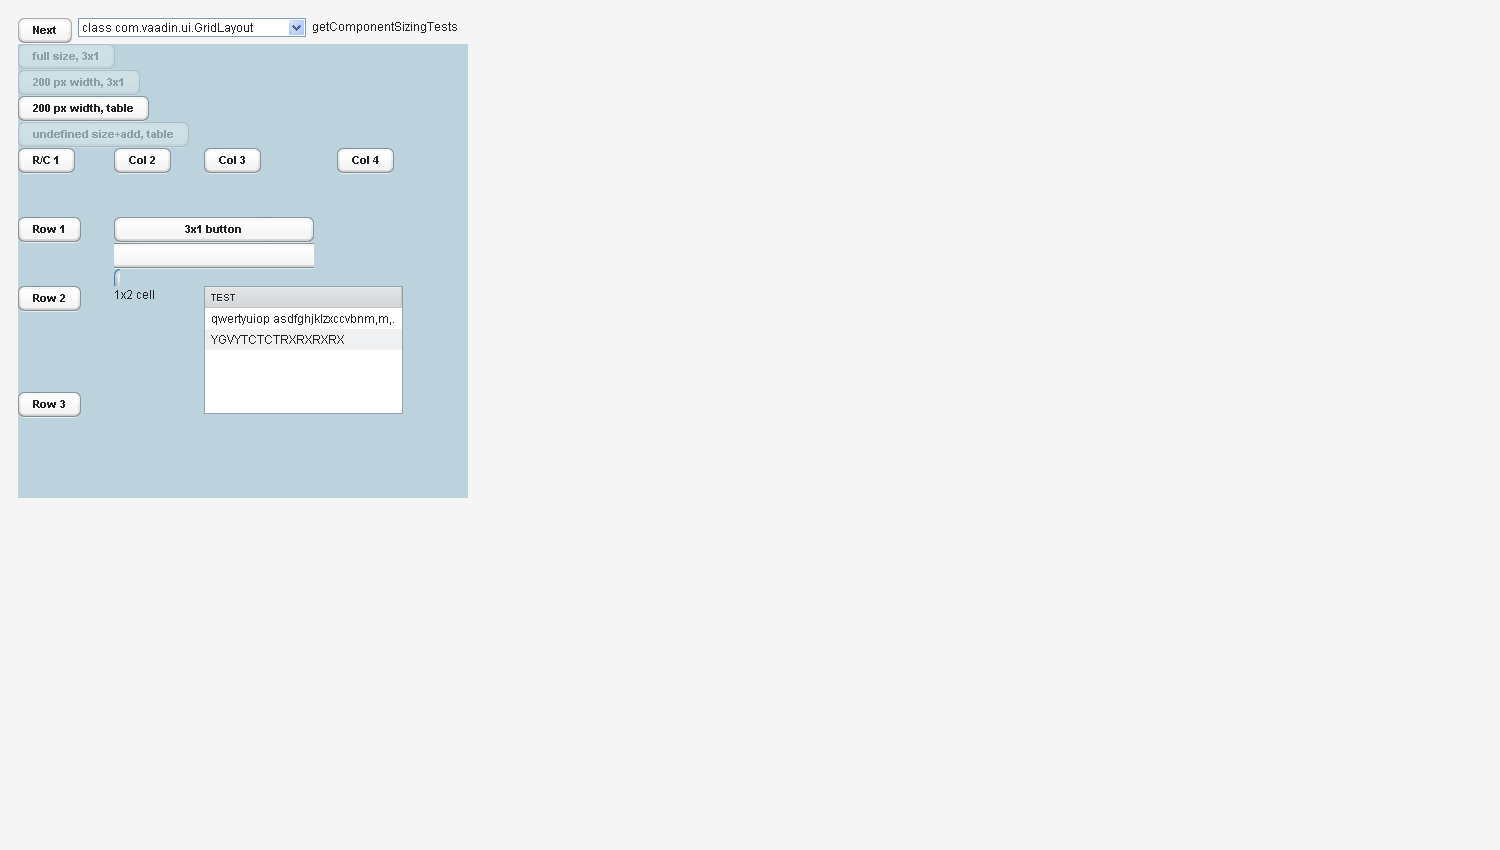 Next class com.vaadin.ui.GridLayout getComponentSizingTests
full size, 3x1
200 px width, 3x1
200 px width, table
undefined size+add, table
R/C 1 Col 2 Col 3 Col 4
Row 1 3x1 button
Row 2 1x2 cell TEST
qwertyuiop asdfghjklzxccvbnm,m,.
YGVYTCTCTRXRXRXRX
Row 3